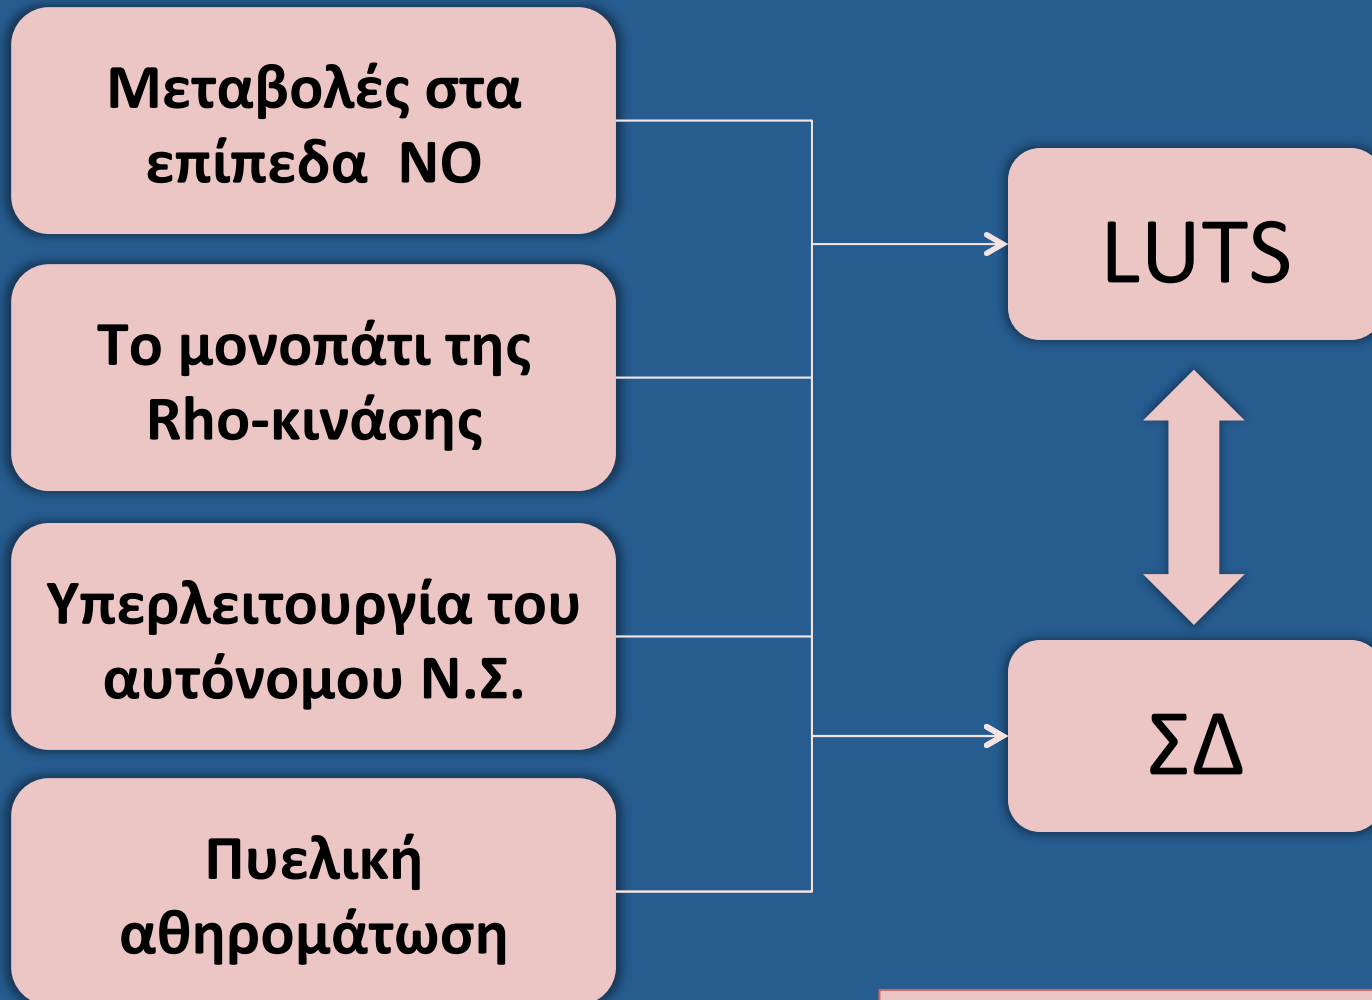 Μεταβολές στα
επίπεδα NO
Το μονοπάτι της
Rho-κινάσης
Υπερλειτουργία του
αυτόνομου Ν.Σ.
Πυελική
αθηρομάτωση
LUTS
ΣΔ